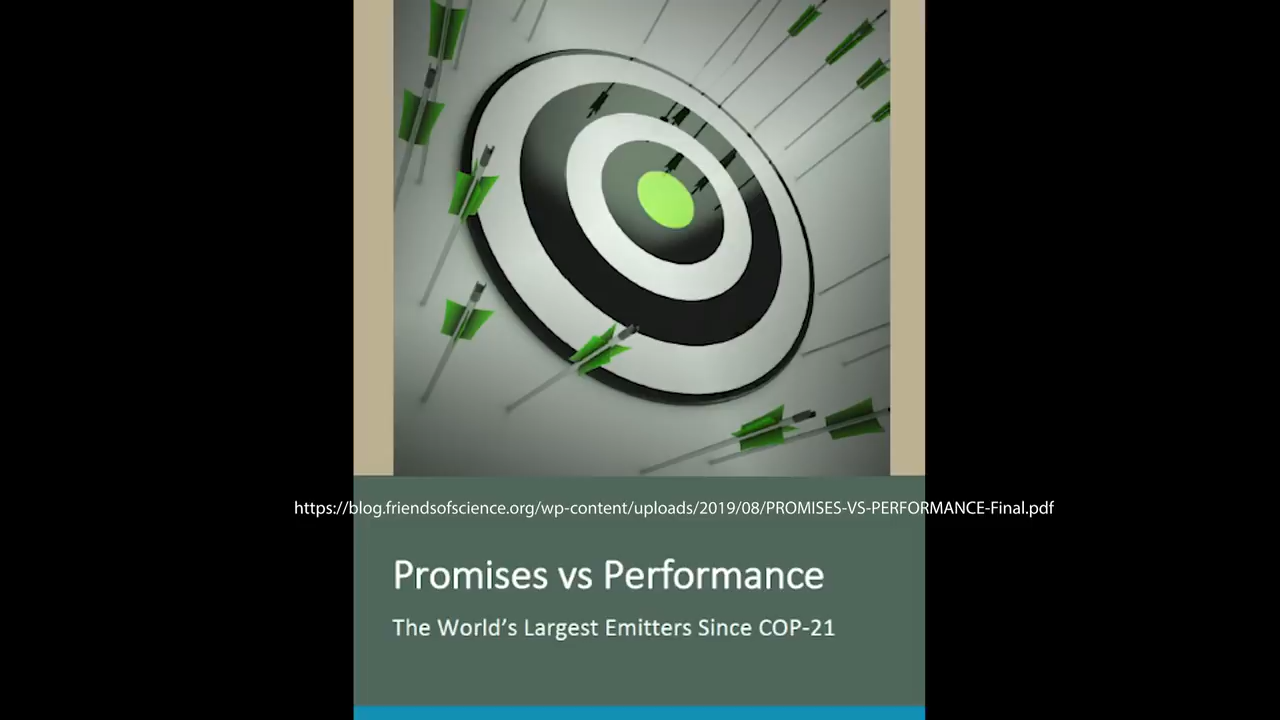 https://blog.friendsofscience.org/wp-content/uploads/2019/08/PROMISES-VS-PERFORMANCE-Final.pdf
Promises vs Performance
The World's Largest Emitters Since COP-21